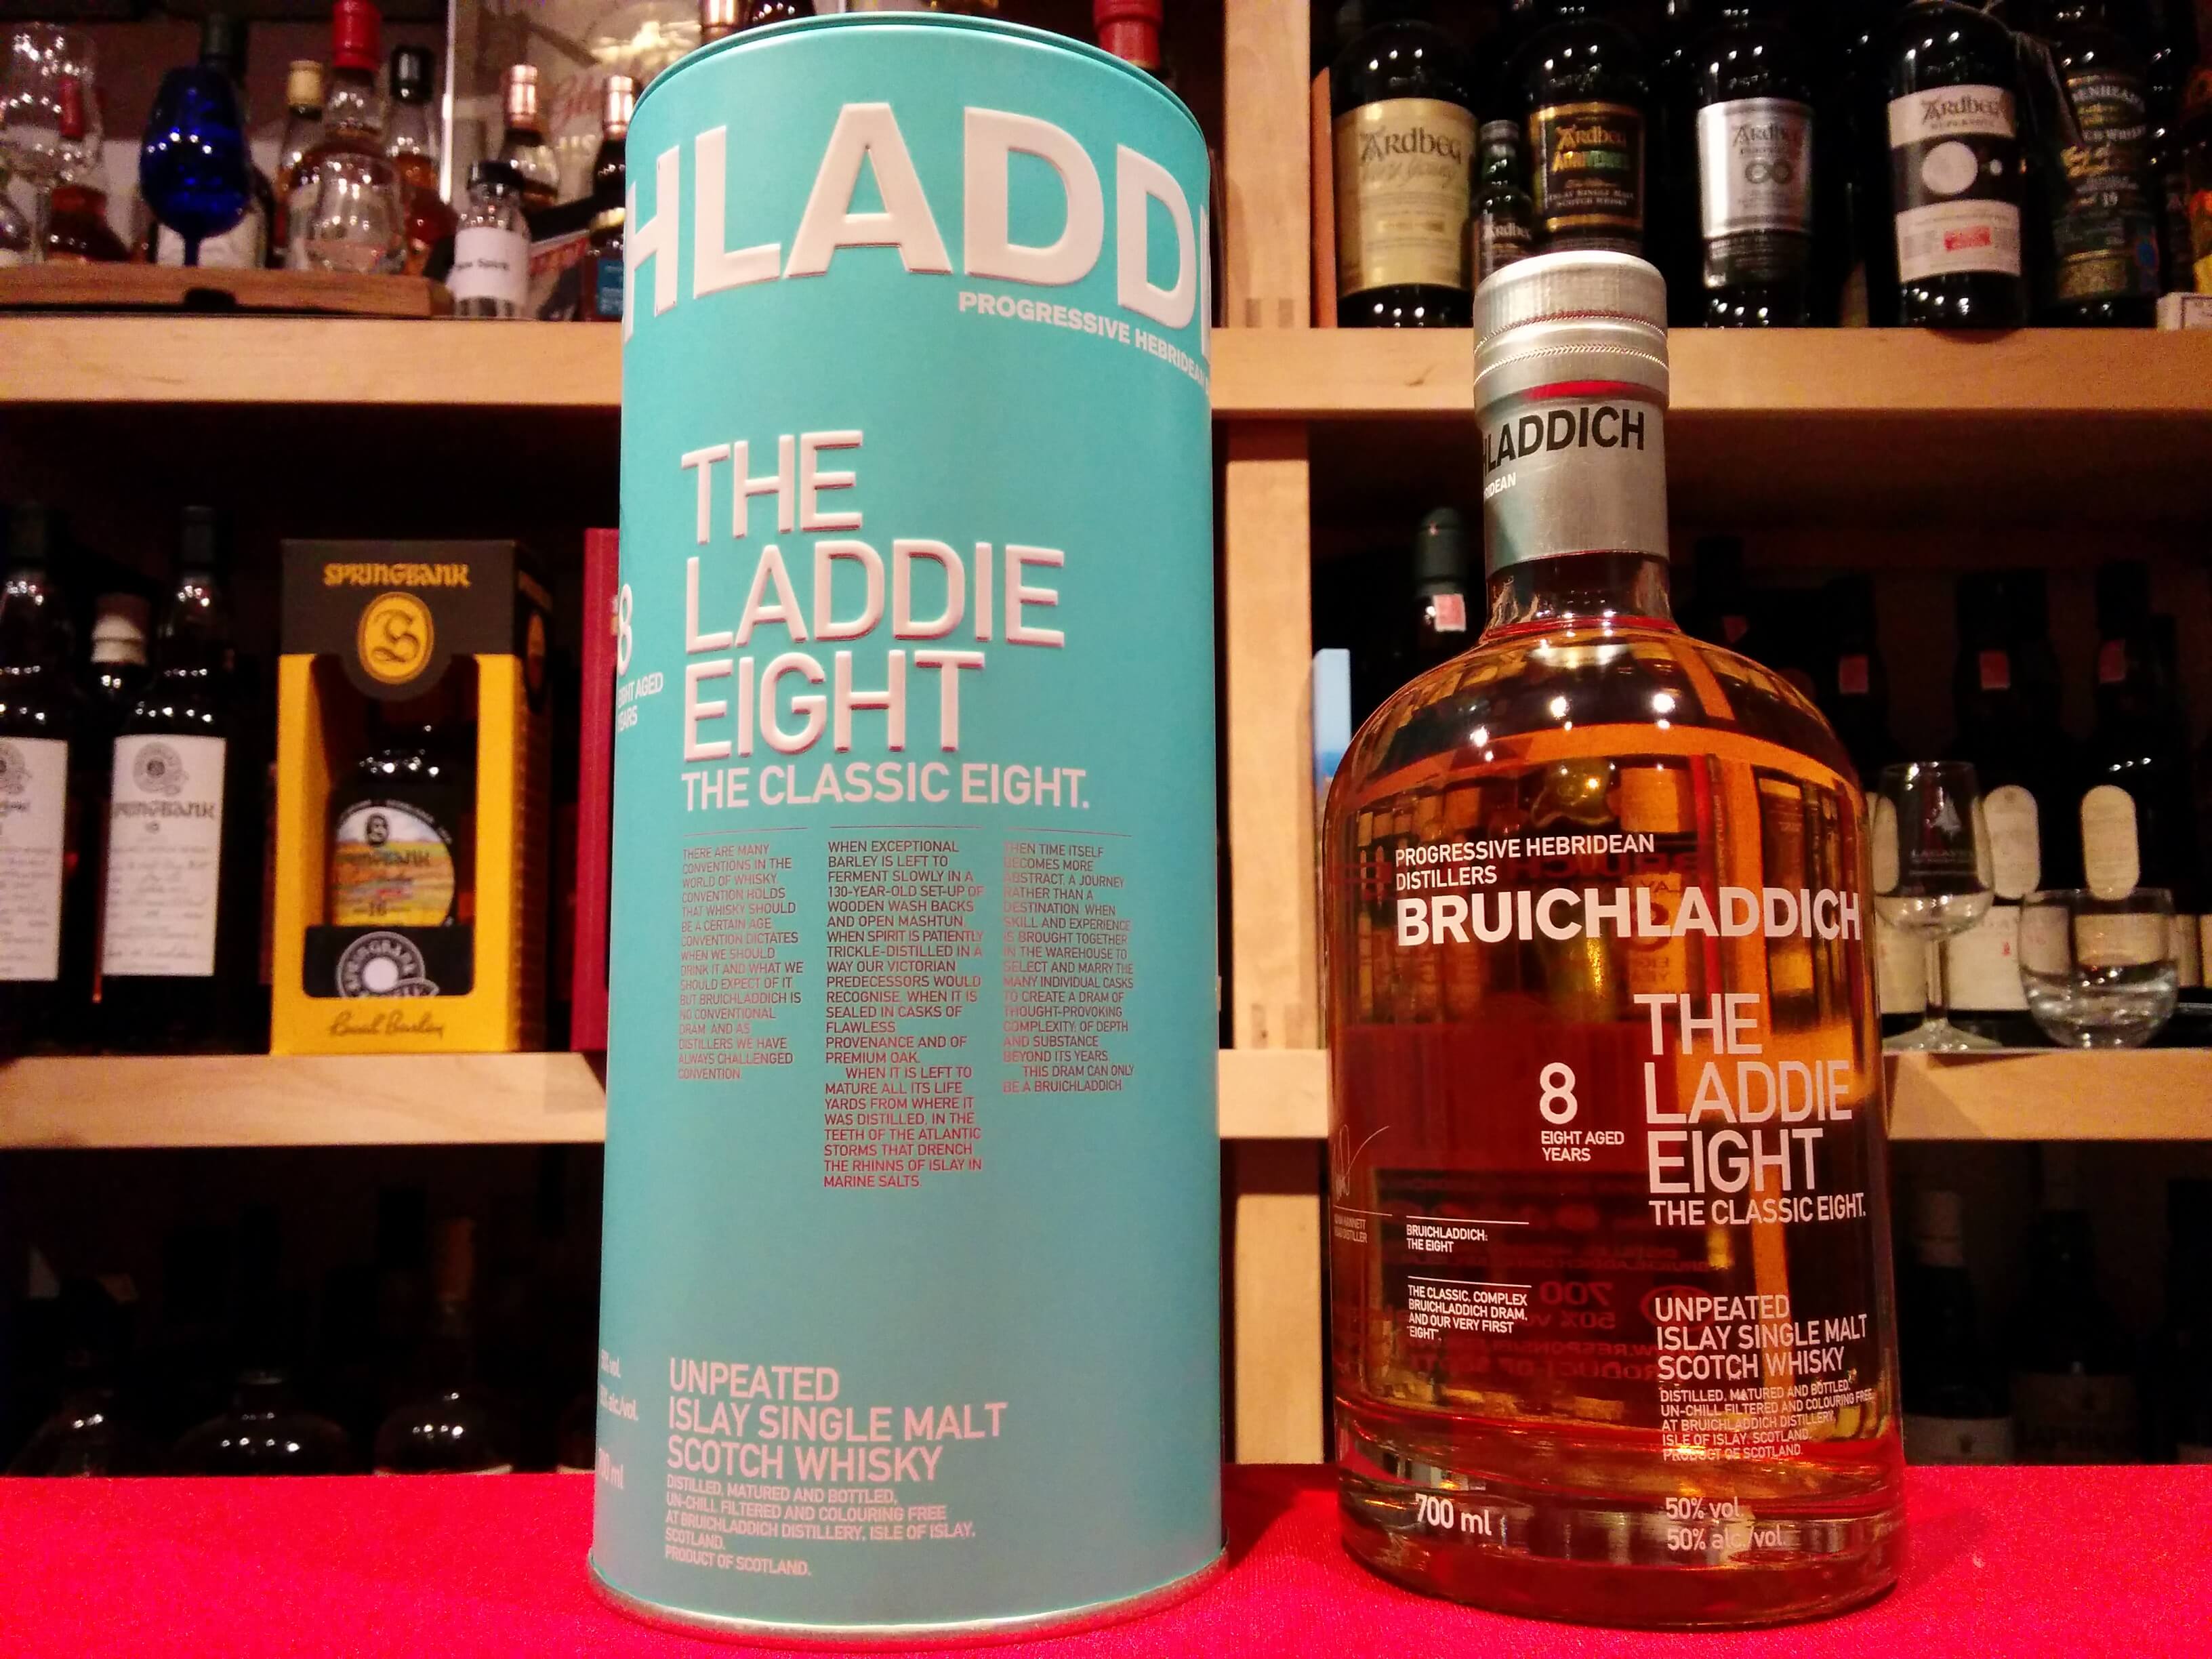 HLADDI
PROGRESSIVE HEBRIDEAN
THE
LADDIE
EIGHT
THE CLASSIC EIGHT.
8
EIGHT AGED
YEARS
THERE ARE MANY
CONVENTIONS IN THE
WORLD OF WHISKY
CONVENTION HOLDS
THAT WHISKY SHOULD
BE A CERTAIN AGE
CONVENTION DICTATES
WHEN WE SHOULD
DRINK IT AND WHAT WE
SHOULD EXPECT OF IT
BUT BRUICHLADDICH IS
NO CONVENTIONAL
DRAM. AND AS
DISTILLERS WE HAVE
ALWAYS CHALLENGED
CONVENTION.
WHEN EXCEPTIONAL
BARLEY IS LEFT TO
FERMENT SLOWLY IN A
130-YEAR-OLD SET-UP OF
WOODEN WASH BACKS
AND OPEN MASHTUN
WHEN SPIRIT IS PATIENTLY
TRICKLE-DISTILLED IN A
WAY OUR VICTORIAN
PREDECESSORS WOULD
RECOGNISE. WHEN IT IS
SEALED IN CASKS OF
FLAWLESS
PROVENANCE AND OF
PREMIUM OAK.
WHEN IT IS LEFT TO
MATURE ALL ITS LIFE
YARDS FROM WHERE IT
WAS DISTILLED, IN THE
TEETH OF THE ATLANTIC
STORMS THAT DRENCH
THE RHINNS OF ISLAY IN
MARINE SALTS.
THEN TIME ITSELF
BECOMES MORE
ABSTRACT, A JOURNEY
RATHER THAN A
DESTINATION. WHEN
SKILL AND EXPERIENCE
IS BROUGHT TOGETHER
IN THE WAREHOUSE TO
SELECT AND MARRY THE
MANY INDIVIDUAL CASKS
TO CREATE A DRAM OF
THOUGHT-PROVOKING
COMPLEXITY, OF DEPTH
AND SUBSTANCE
BEYOND ITS YEARS.
THIS DRAM CAN ONLY
BE A BRUICHLADDICH
UNPEATED
ISLAY SINGLE MALT
SCOTCH WHISKY
DISTILLED, MATURED AND BOTTLED,
UN-CHILL FILTERED AND COLOURING FREE
AT BRUICHLADDICH DISTILLERY, ISLE OF ISLAY,
SCOTLAND.
PRODUCT OF SCOTLAND.
HLADDICH
PROGRESSIVE HEBRIDEAN
DISTILLERS
BRUICHLADDICH
8
EIGHT AGED
YEARS
THE
LADDIE
EIGHT
THE CLASSIC EIGHT.
BRUICHLADDICH:
THE EIGHT
THE CLASSIC, COMPLEX
BRUICHLADDICH DRAM,
AND OUR VERY FIRST
"EIGHT".
UNPEATED
ISLAY SINGLE MALT
SCOTCH WHISKY
DISTILLED, MATURED AND BOTTLED,
UN-CHILL FILTERED AND COLOURING FREE
AT BRUICHLADDICH DISTILLERY,
ISLE OF ISLAY, SCOTLAND.
PRODUCT OF SCOTLAND.
700 ml
50% vol
50% alc./vol.
SPRINGBANK
S
SPRINGBANK
SPRINGBANK
16
Local Barley
Ardbeg
Very Young
Ardbeg
Ardbeg
Ardbeg
Ardbeg
SUPERNOVA
19